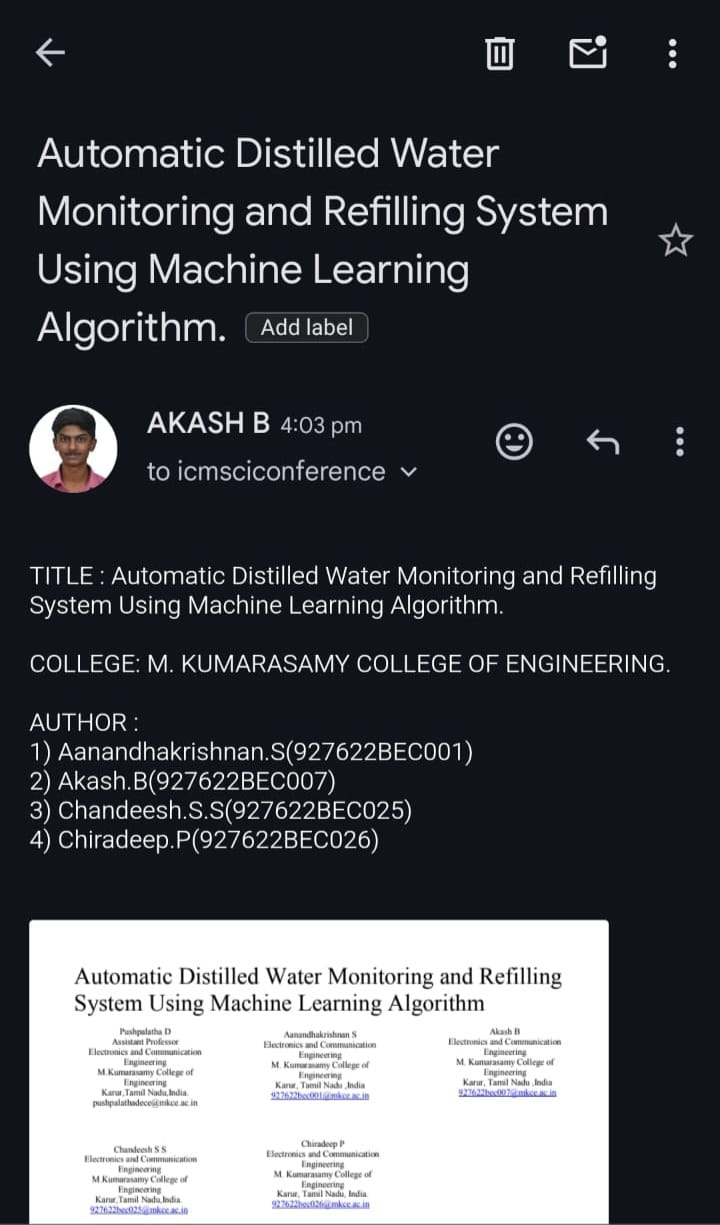 Automatic Distilled Water
Monitoring and Refilling System
Using Machine Learning
Algorithm. Add label
AKASH B 4:03 pm
to icmsciconference
TITLE : Automatic Distilled Water Monitoring and Refilling
System Using Machine Learning Algorithm.
COLLEGE: M. KUMARASAMY COLLEGE OF ENGINEERING.
AUTHOR :
1) Aanandhakrishnan.S(927622BEC001)
2) Akash.B(927622BEC007)
3) Chandeesh.S.S(927622BEC025)
4) Chiradeep.P(927622BEC026)
Automatic Distilled Water Monitoring and Refilling
System Using Machine Learning Algorithm
Pushpalatha D
Assistant Professor
Electronics and Communication
Engineering
M.Kumarasamy College of
Engineering
Karur,Tamil Nadu,India.
pushpalathadece@mkce.ac.in
Aanandhakrishnan S
Electronics and Communication
Engineering
M. Kumarasamy College of
Engineering
Karur, Tamil Nadu ,India
927622bec001@mkce.ac.in
Akash B
Electronics and Communication
Engineering
M. Kumarasamy College of
Engineering
Karur, Tamil Nadu ,India
927622bec007@mkce.ac.in
Chandeesh S S
Electronics and Communication
Engineering
M.Kumarasamy College of
Engineering
Karur,Tamil Nadu,India.
927622bec025@mkce.ac.in
Chiradeep P
Electronics and Communication
Engineering
M. Kumarasamy College of
Engineering
Karur, Tamil Nadu, India.
927622bec026@mkce.ac.in